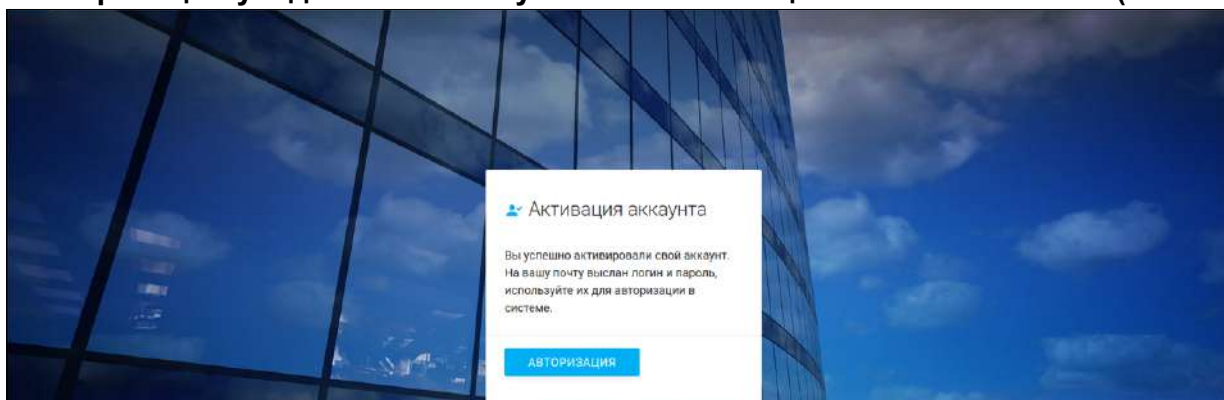 Активация аккаунта
Вы успешно активировали свой аккаунт.
На вашу почту выслан логин и пароль,
используйте их для авторизации в
системе.
АВТОРИЗАЦИЯ